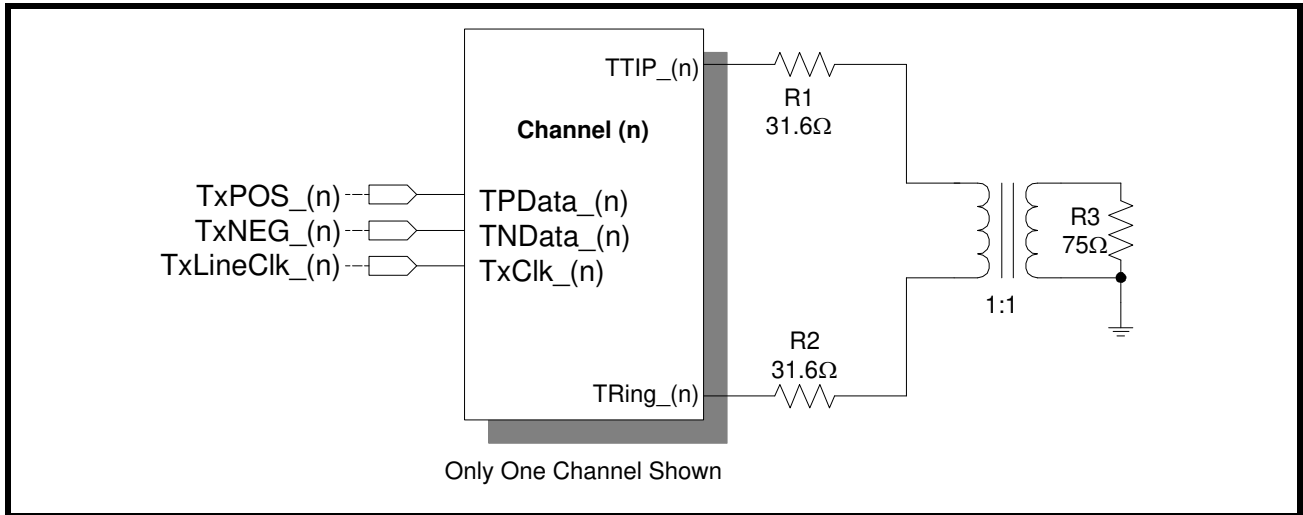 TTIP_(n)
R1
31.6Ω
Channel (n)
TxPOS_(n)
TPData_(n)
TxNEG_(n)
TNData_(n)
TxLineClk_(n)
TxClk_(n)
R3
75Ω
1:1
R2
31.6Ω
TRing_(n)
Only One Channel Shown